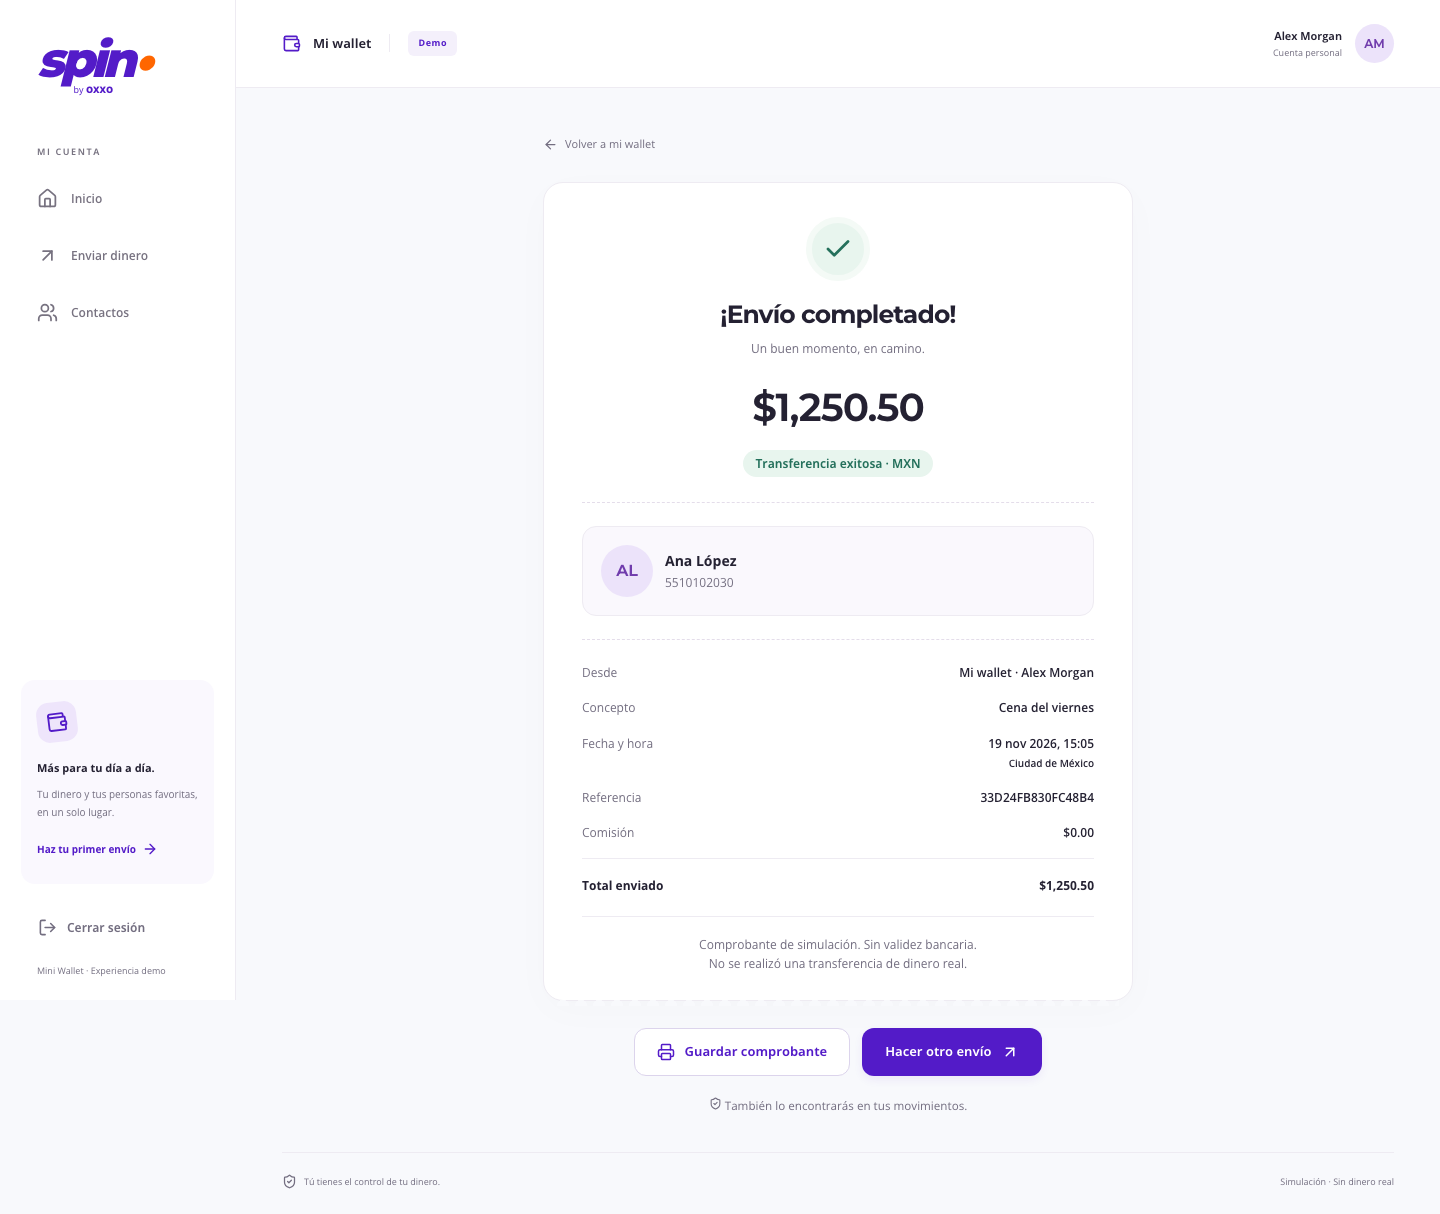 spin
by OXXO
MI CUENTA
Inicio
Enviar dinero
Contactos
Más para tu día a día.
Tu dinero y tus personas favoritas,
en un solo lugar.
Haz tu primer envío
Cerrar sesión
Mini Wallet · Experiencia demo
Mi wallet
Demo
Alex Morgan
Cuenta personal
AM
Volver a mi wallet
¡Envío completado!
Un buen momento, en camino.
$1,250.50
Transferencia exitosa · MXN
AL
Ana López
5510102030
Desde Mi wallet · Alex Morgan
Concepto Cena del viernes
Fecha y hora 19 nov 2026, 15:05
Ciudad de México
Referencia 33D24FB830FC48B4
Comisión $0.00
Total enviado $1,250.50
Comprobante de simulación. Sin validez bancaria.
No se realizó una transferencia de dinero real.
Guardar comprobante
Hacer otro envío
También lo encontrarás en tus movimientos.
Tú tienes el control de tu dinero.
Simulación · Sin dinero real